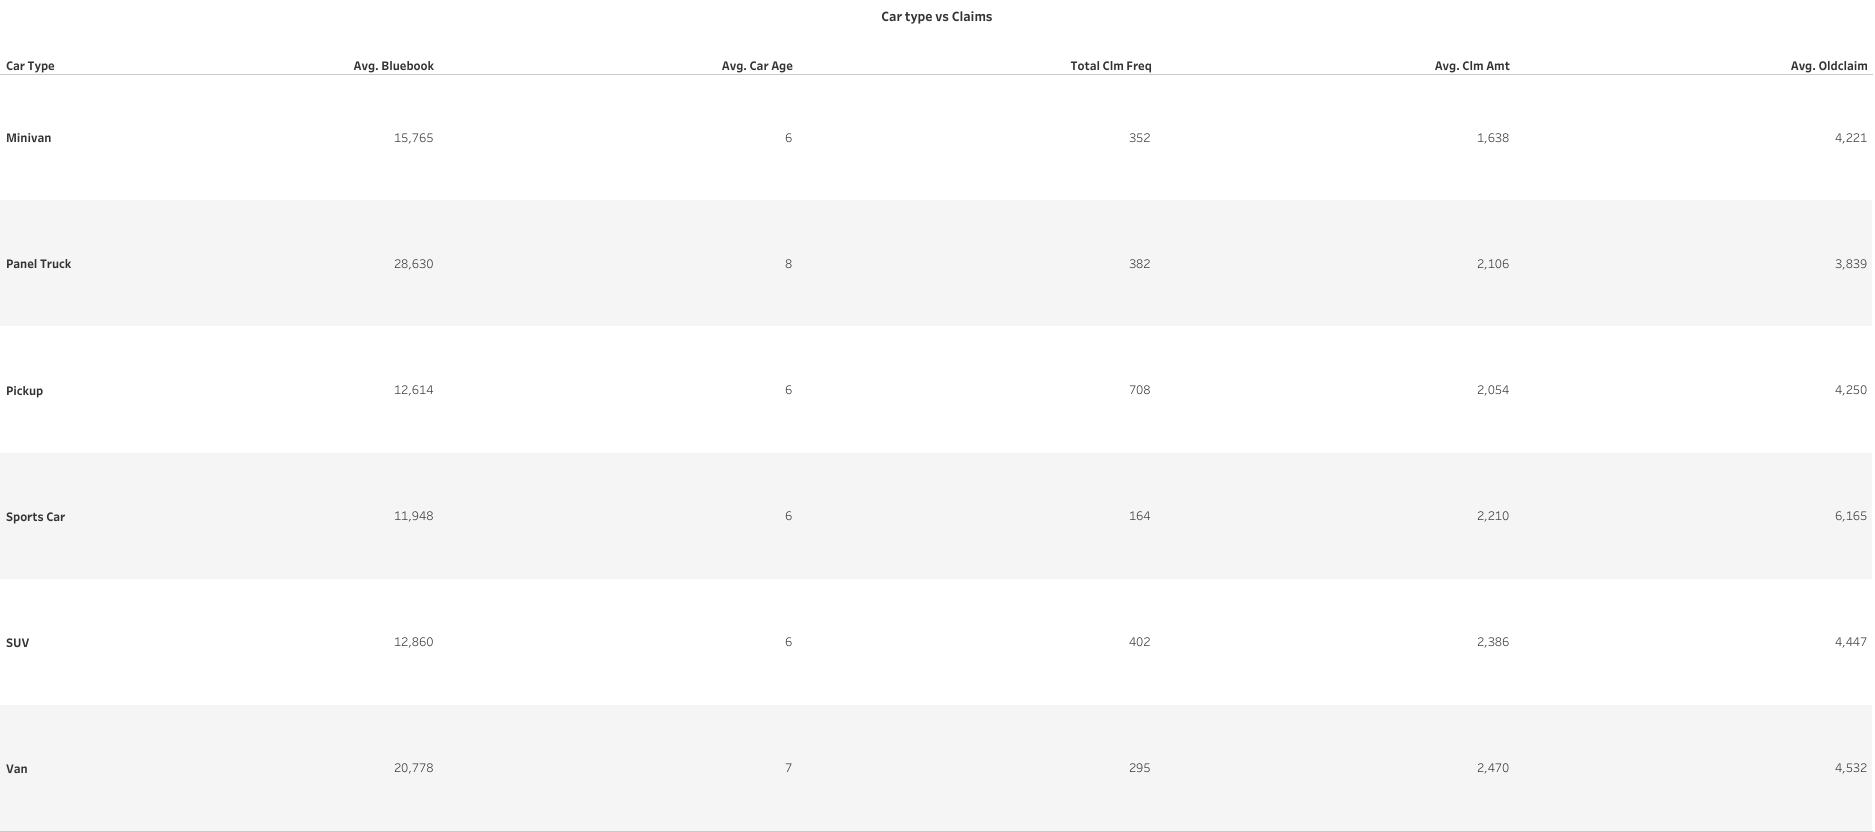 Car type vs Claims
Car Type Avg. Bluebook Avg. Car Age Total Clm Freq Avg. Clm Amt Avg. Oldclaim
Minivan 15,765 6 352 1,638 4,221
Panel Truck 28,630 8 382 2,106 3,839
Pickup 12,614 6 708 2,054 4,250
Sports Car 11,948 6 164 2,210 6,165
SUV 12,860 6 402 2,386 4,447
Van 20,778 7 295 2,470 4,532